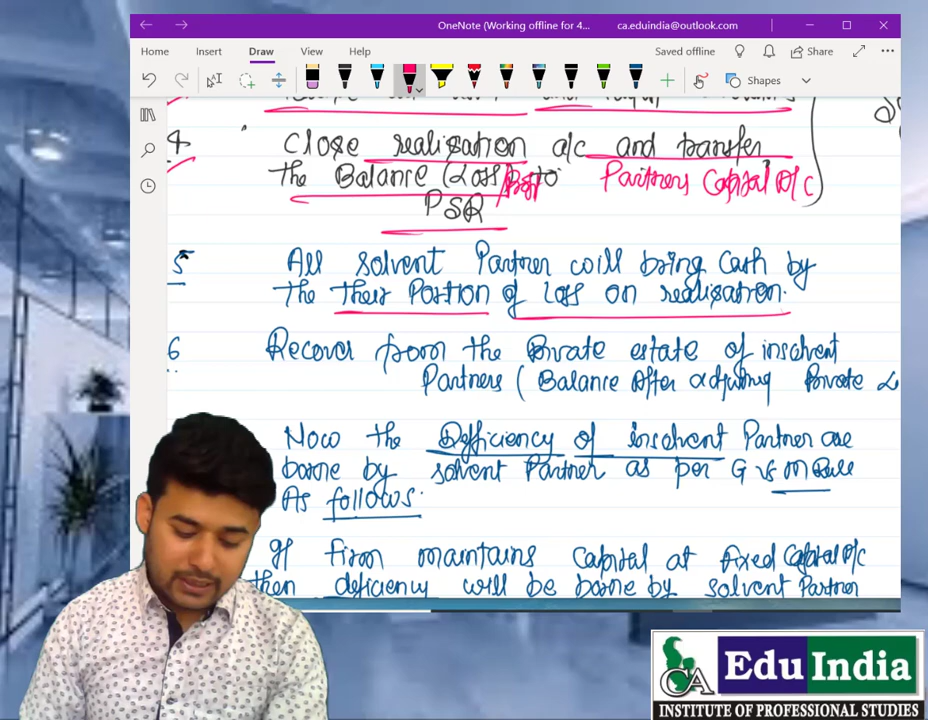 OneNote (Working offline for 4...
ca.eduindia@outlook.com
Home Insert Draw View Help
Saved offline
Share
Shapes
4 Close realisation a/c and transfer
the Balance (Loss) to Partners Capital A/c
PSR
5 All solvent Partner will bring Cash by
the their Portion of loss on realisation.
6 Recover from the Private estate of insolvent
Partners ( Balance After adjusting Private
Now the Defficiency of insolvent Partner are
borne by solvent Partner as per G vs m Rule
As follows.
If firm maintains Capital at fixed Capital A/c
then deficiency will be borne by solvent Partner
CA
Edu India
INSTITUTE OF PROFESSIONAL STUDIES